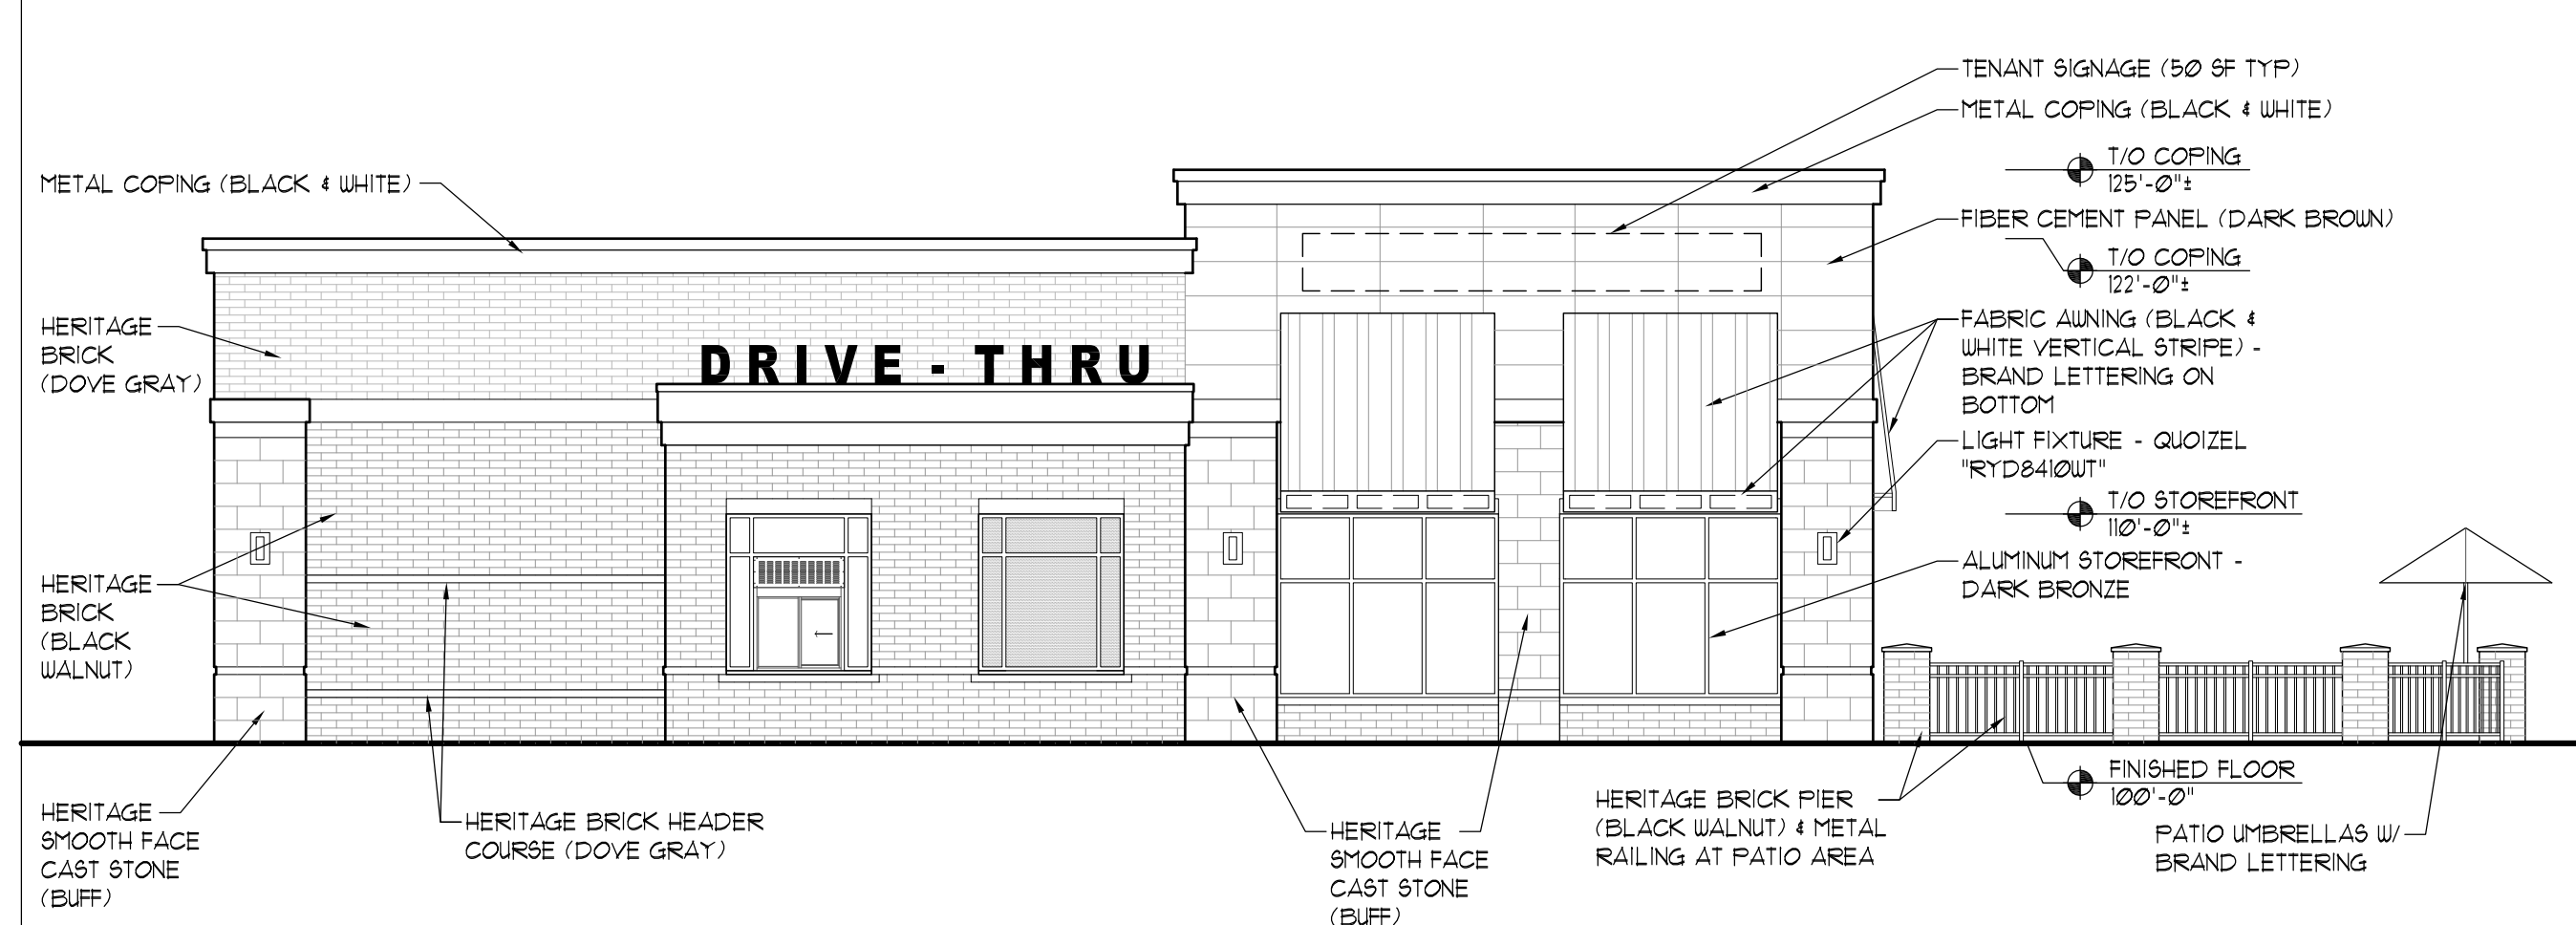 TENANT SIGNAGE (50 SF TYP)
METAL COPING (BLACK & WHITE)
T/O COPING
125'-0"±
METAL COPING (BLACK & WHITE)
FIBER CEMENT PANEL (DARK BROWN)
T/O COPING
122'-0"±
HERITAGE
BRICK
(DOVE GRAY)
DRIVE - THRU
FABRIC AWNING (BLACK &
WHITE VERTICAL STRIPE) -
BRAND LETTERING ON
BOTTOM
LIGHT FIXTURE - QUOIZEL
"RYD8410WT"
T/O STOREFRONT
110'-0"±
ALUMINUM STOREFRONT -
DARK BRONZE
HERITAGE
BRICK
(BLACK
WALNUT)
FINISHED FLOOR
100'-0"
HERITAGE
SMOOTH FACE
CAST STONE
(BUFF)
HERITAGE BRICK HEADER
COURSE (DOVE GRAY)
HERITAGE
SMOOTH FACE
CAST STONE
(BUFF)
HERITAGE BRICK PIER
(BLACK WALNUT) & METAL
RAILING AT PATIO AREA
PATIO UMBRELLAS W/
BRAND LETTERING